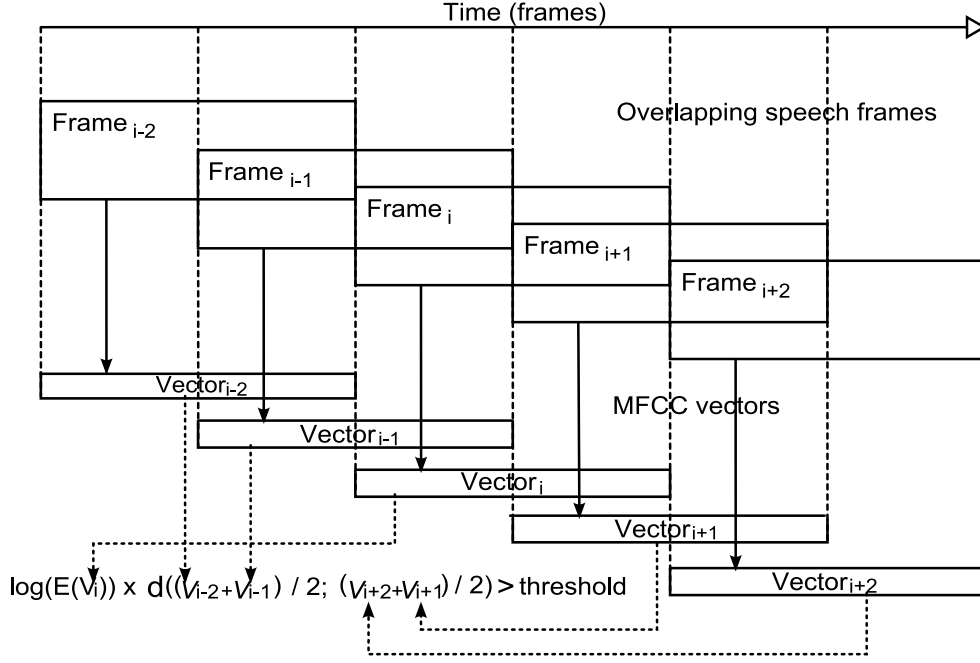 Time (frames)
Overlapping speech frames
Frame i-2
Frame i-1
Frame i
Frame i+1
Frame i+2
Vector i-2
MFCC vectors
Vector i-1
Vector i
Vector i+1
Vector i+2
log(E(Vi)) x d((Vi-2+Vi-1) / 2; (Vi+2+Vi+1) / 2) > threshold